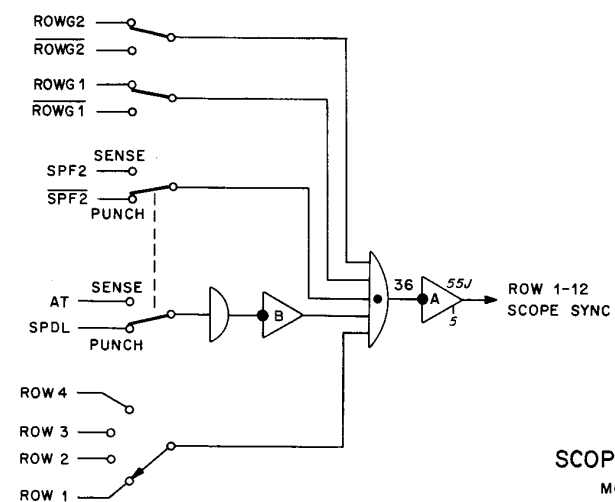 ROWG2
ROWG2
ROWG1
ROWG1
SENSE
SPF2
SPF2
PUNCH
SENSE
AT
SPDL
PUNCH
B
36
A
55J
5
ROW 1-12
SCOPE SYNC
ROW 4
ROW 3
ROW 2
ROW 1
SCOP
M